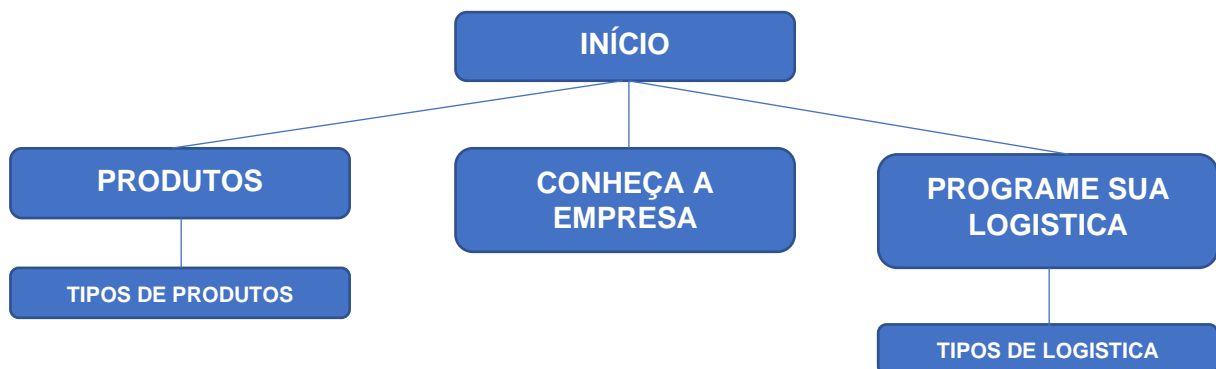 INÍCIO
PRODUTOS
CONHEÇA A
EMPRESA
PROGRAME SUA
LOGISTICA
TIPOS DE PRODUTOS
TIPOS DE LOGISTICA